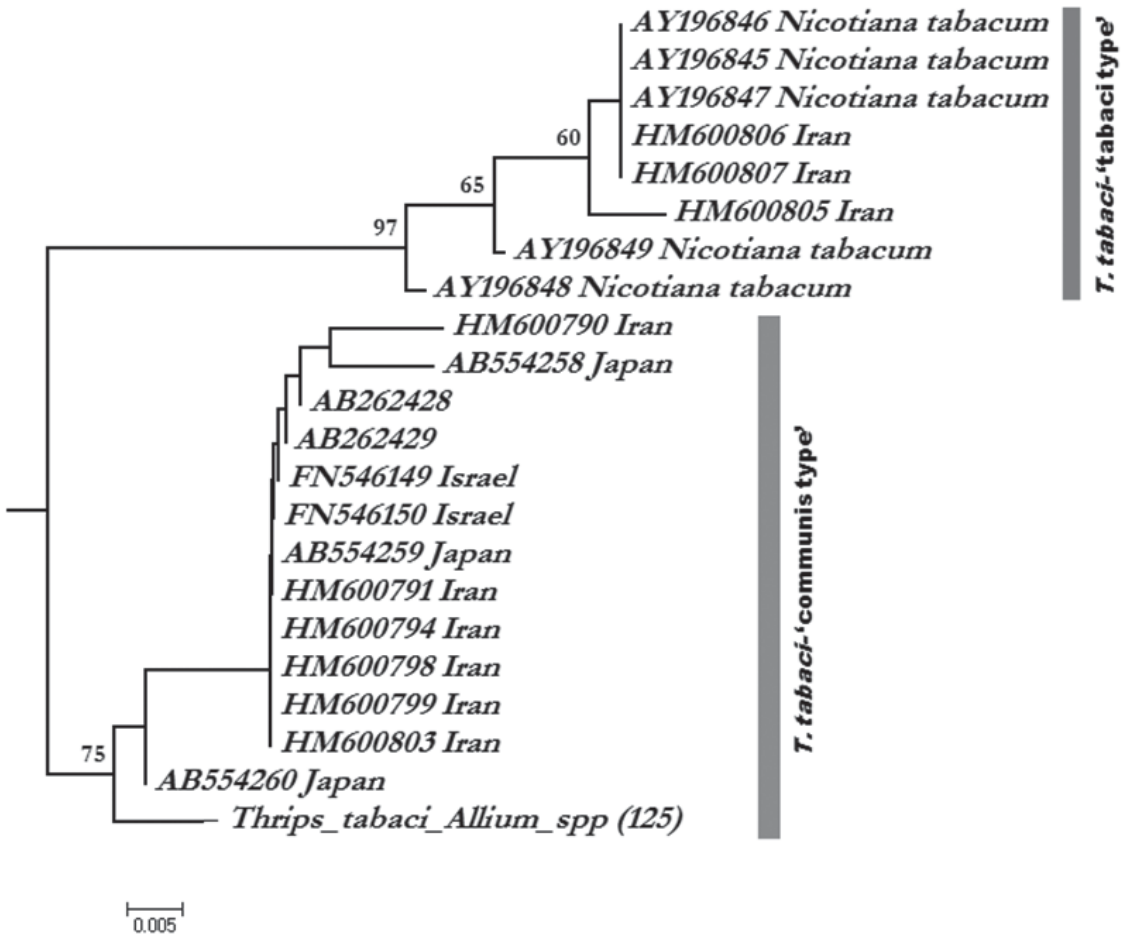 AY196846 Nicotiana tabacum
AY196845 Nicotiana tabacum
AY196847 Nicotiana tabacum
HM600806 Iran
HM600807 Iran
HM600805 Iran
AY196849 Nicotiana tabacum
AY196848 Nicotiana tabacum
60
65
97
T. tabaci-‘tabaci type’
HM600790 Iran
AB554258 Japan
AB262428
AB262429
FN546149 Israel
FN546150 Israel
AB554259 Japan
HM600791 Iran
HM600794 Iran
HM600798 Iran
HM600799 Iran
HM600803 Iran
AB554260 Japan
Thrips_tabaci_Allium_spp (125)
75
T. tabaci-‘communis type’
0.005